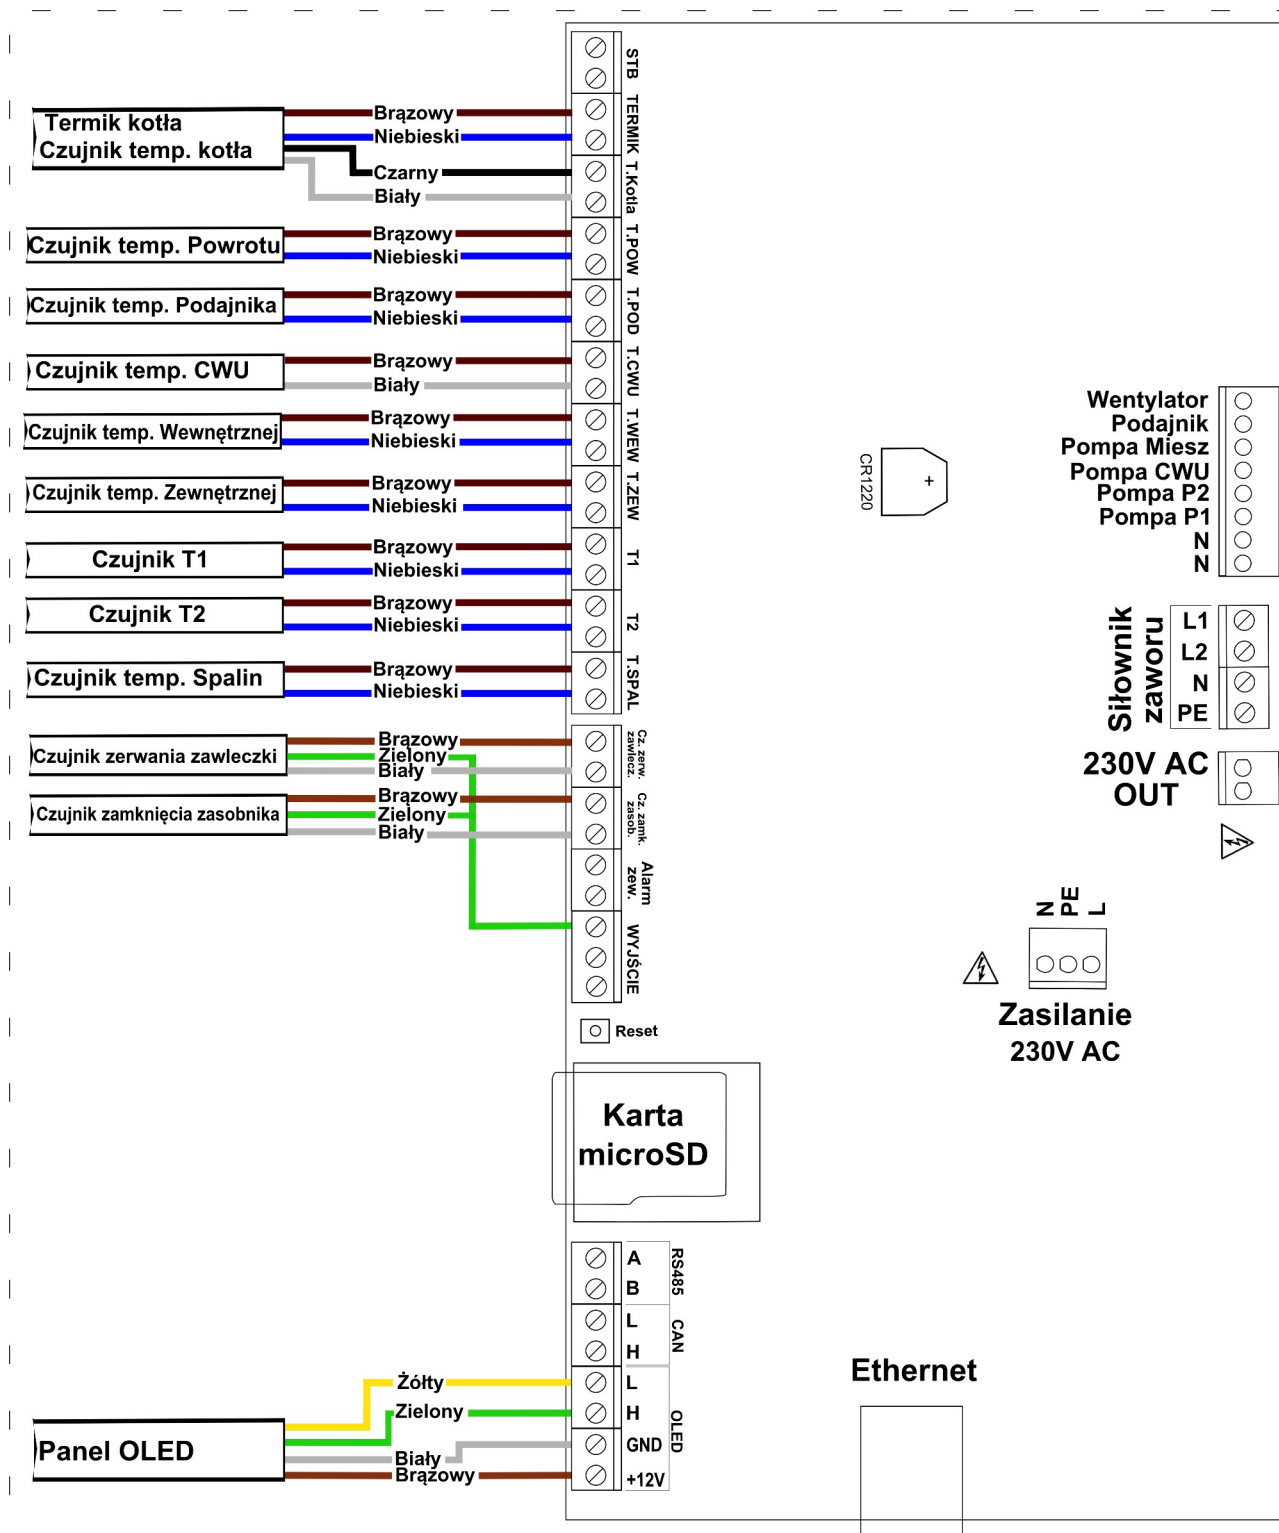 STB
Termik kotła
Czujnik temp. kotła
Brązowy
Niebieski
Czarny
Biały
TERMIK
T.Kotla
Czujnik temp. Powrotu
Brązowy
Niebieski
T.POW
Czujnik temp. Podajnika
Brązowy
Niebieski
T.POD
Czujnik temp. CWU
Brązowy
Biały
T.CWU
Czujnik temp. Wewnętrznej
Brązowy
Niebieski
T.WEW
Czujnik temp. Zewnętrznej
Brązowy
Niebieski
T.ZEW
Czujnik T1
Brązowy
Niebieski
T1
Czujnik T2
Brązowy
Niebieski
T2
Czujnik temp. Spalin
Brązowy
Niebieski
T.SPAL
Czujnik zerwania zawleczki
Brązowy
Zielony
Biały
Cz. zerw.
zawlecz.
Czujnik zamknięcia zasobnika
Brązowy
Zielony
Biały
Cz. zamk.
zasob.
Alarm
zew.
WYJŚCIE
Reset
Karta
microSD
A
B
RS485
L
H
CAN
Panel OLED
Żółty
Zielony
Biały
Brązowy
L
H
GND
+12V
OLED
CR1220
+
Wentylator
Podajnik
Pompa Miesz
Pompa CWU
Pompa P2
Pompa P1
N
N
Siłownik
zaworu
L1
L2
N
PE
230V AC
OUT
N
PE
L
Zasilanie
230V AC
Ethernet